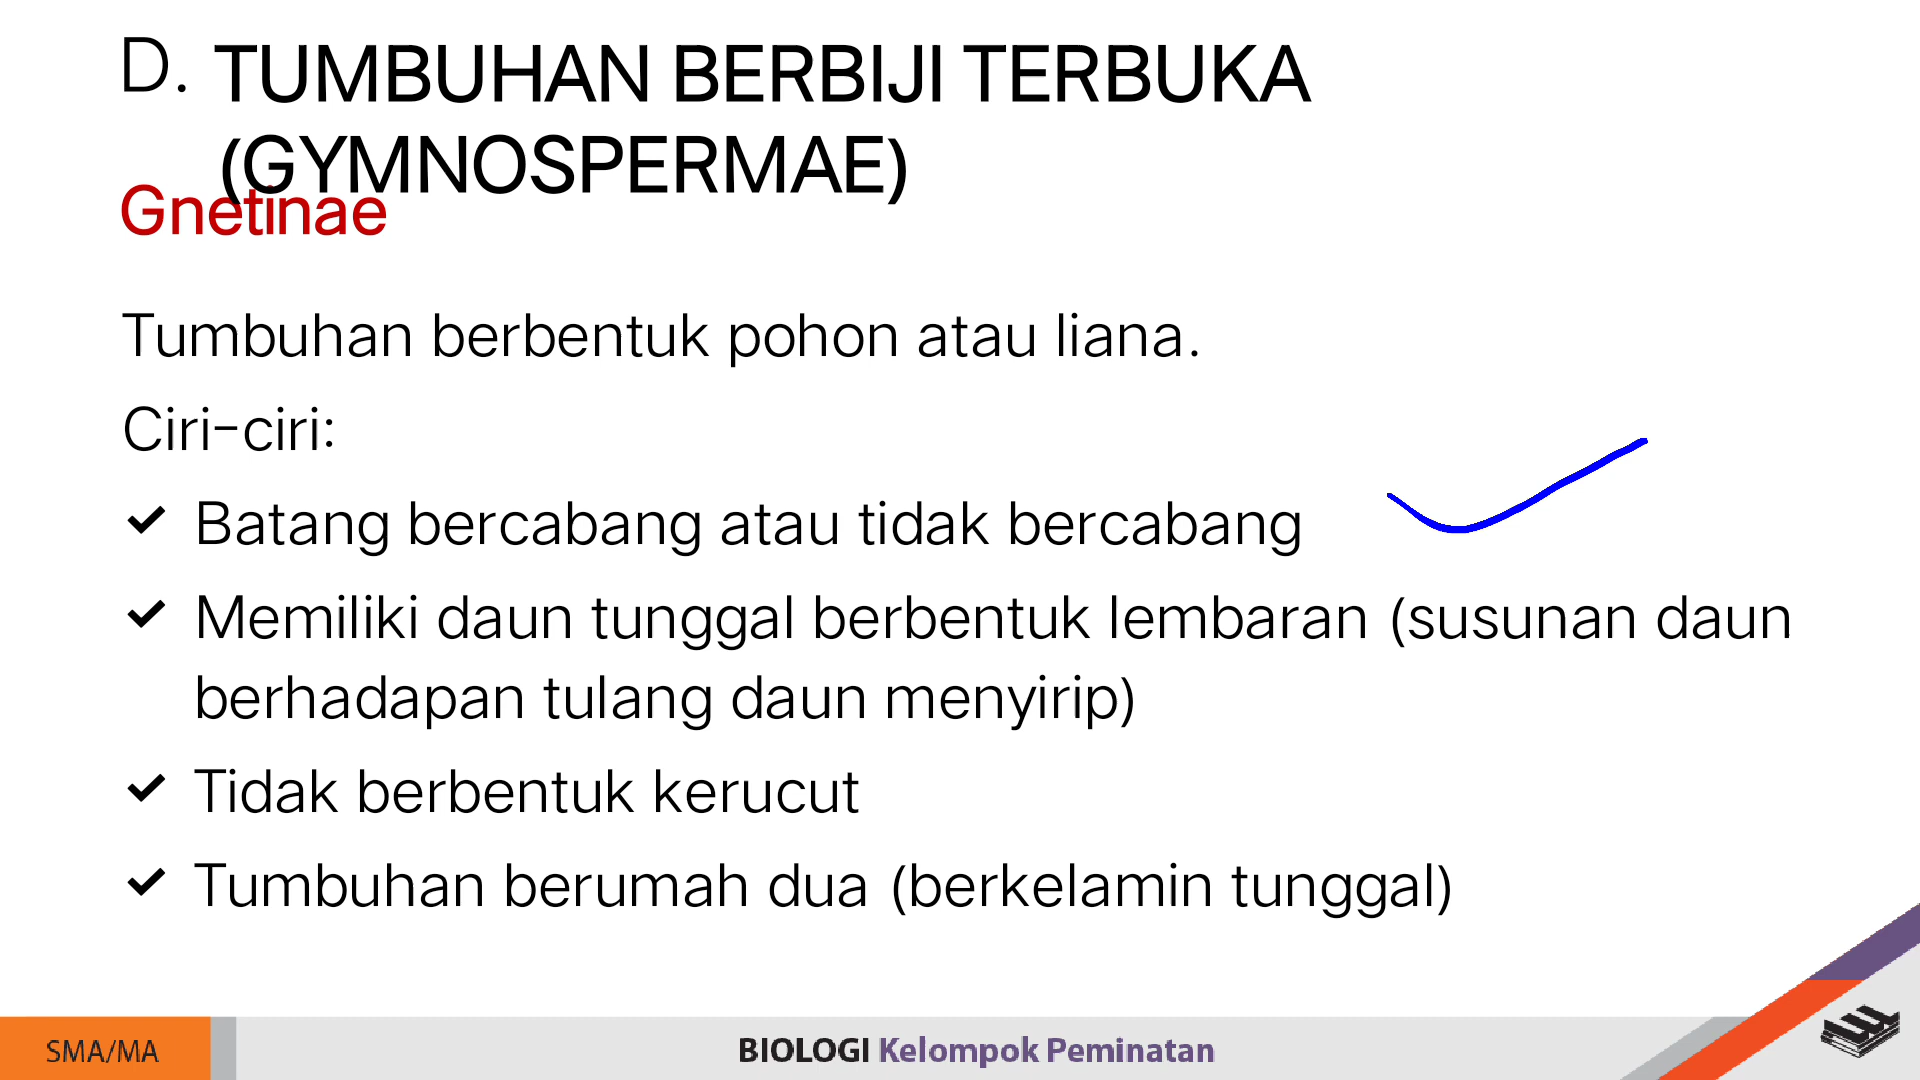 D. TUMBUHAN BERBIJI TERBUKA
(GYMNOSPERMAE)
Gnetinae
Tumbuhan berbentuk pohon atau liana.
Ciri-ciri:
✓ Batang bercabang atau tidak bercabang
✓ Memiliki daun tunggal berbentuk lembaran (susunan daun
berhadapan tulang daun menyirip)
✓ Tidak berbentuk kerucut
✓ Tumbuhan berumah dua (berkelamin tunggal)
SMA/MA
BIOLOGI Kelompok Peminatan